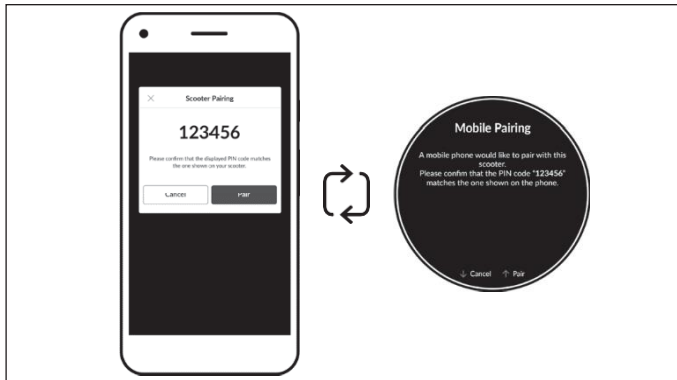 Scooter Pairing
123456
Please confirm that the displayed PIN code matches
the one shown on your scooter.
Cancel Pair
Mobile Pairing
A mobile phone would like to pair with this
scooter.
Please confirm that the PIN code "123456"
matches the one shown on the phone.
↓ Cancel ↑ Pair